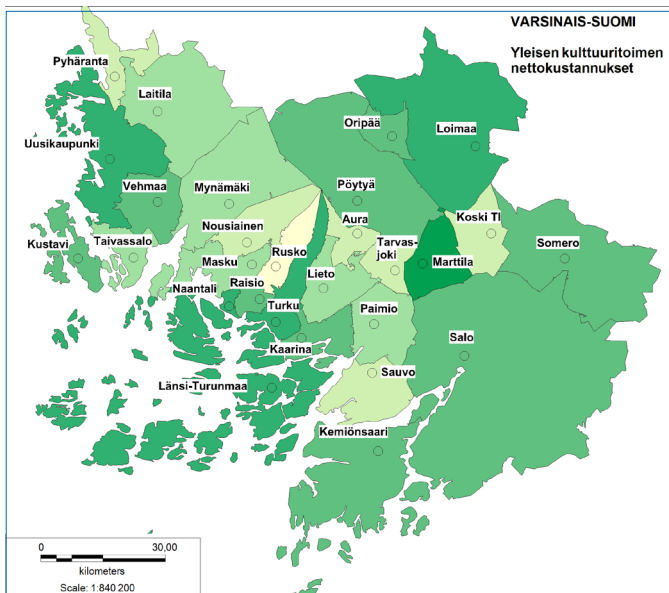 VARSINAIS-SUOMI
Yleisen kulttuuritoimen
nettokustannukset
Pyhäranta
Laitila
Oripää
Loimaa
Uusikaupunki
Vehmaa
Mynämäki
Pöytyä
Nousiainen
Aura
Koski Tl
Kustavi
Taivassalo
Tarvas-
joki
Somero
Masku
Rusko
Marttila
Naantali
Raisio
Lieto
Turku
Paimio
Kaarina
Salo
Länsi-Turunmaa
Sauvo
Kemiönsaari
0 30,00
kilometers
Scale: 1:840 200